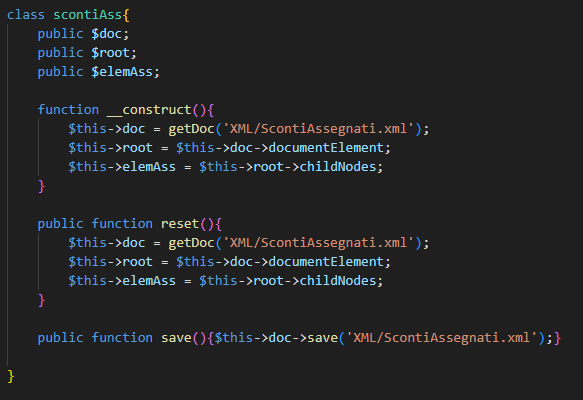 class scontiAss{
    public $doc;
    public $root;
    public $elemAss;
    function __construct(){
        $this->doc = getDoc('XML/ScontiAssegnati.xml');
        $this->root = $this->doc->documentElement;
        $this->elemAss = $this->root->childNodes;
    }
    public function reset(){
        $this->doc = getDoc('XML/ScontiAssegnati.xml');
        $this->root = $this->doc->documentElement;
        $this->elemAss = $this->root->childNodes;
    }
    public function save(){$this->doc->save('XML/ScontiAssegnati.xml');}
}